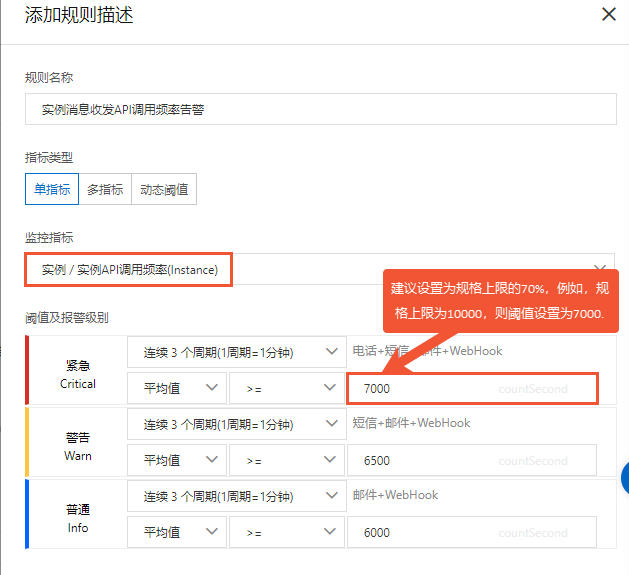 添加规则描述
规则名称
实例消息收发API调用频率告警
指标类型
单指标 多指标 动态阈值
监控指标
实例 / 实例API调用频率(Instance)
建议设置为规格上限的70%，例如，规
格上限为10000，则阈值设置为7000.
阈值及报警级别
紧急
Critical
连续 3 个周期(1周期=1分钟)
电话+短信+邮件+WebHook
平均值 >= 7000 countSecond
警告
Warn
连续 3 个周期(1周期=1分钟)
短信+邮件+WebHook
平均值 >= 6500 countSecond
普通
Info
连续 3 个周期(1周期=1分钟)
邮件+WebHook
平均值 >= 6000 countSecond